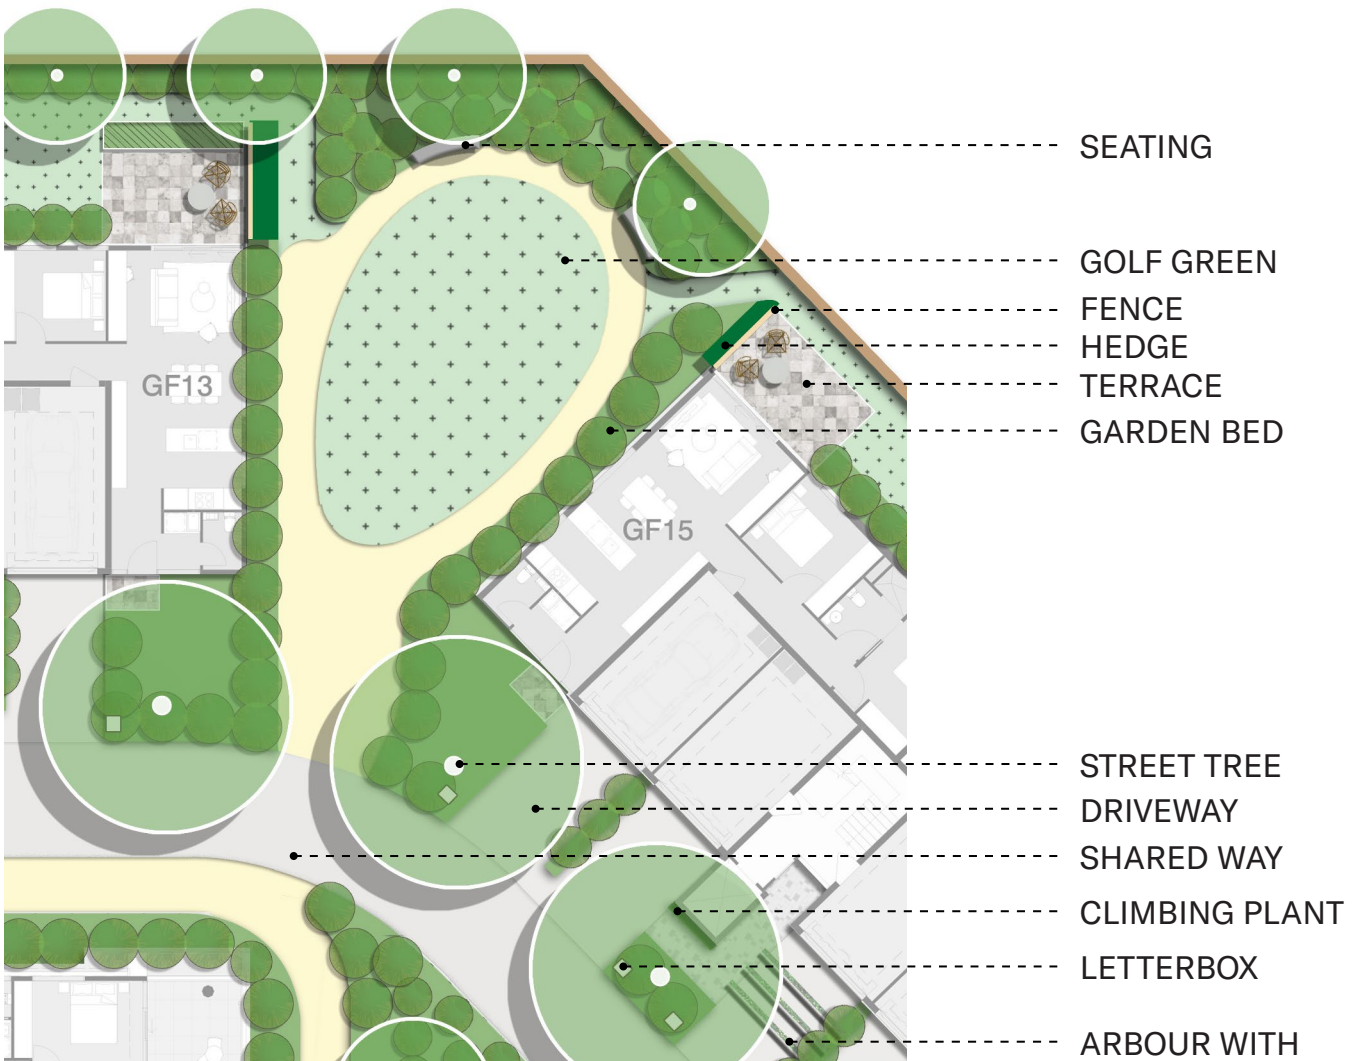 SEATING
GOLF GREEN
FENCE
HEDGE
TERRACE
GF13
GARDEN BED
GF15
STREET TREE
DRIVEWAY
SHARED WAY
CLIMBING PLANT
LETTERBOX
ARBOUR WITH